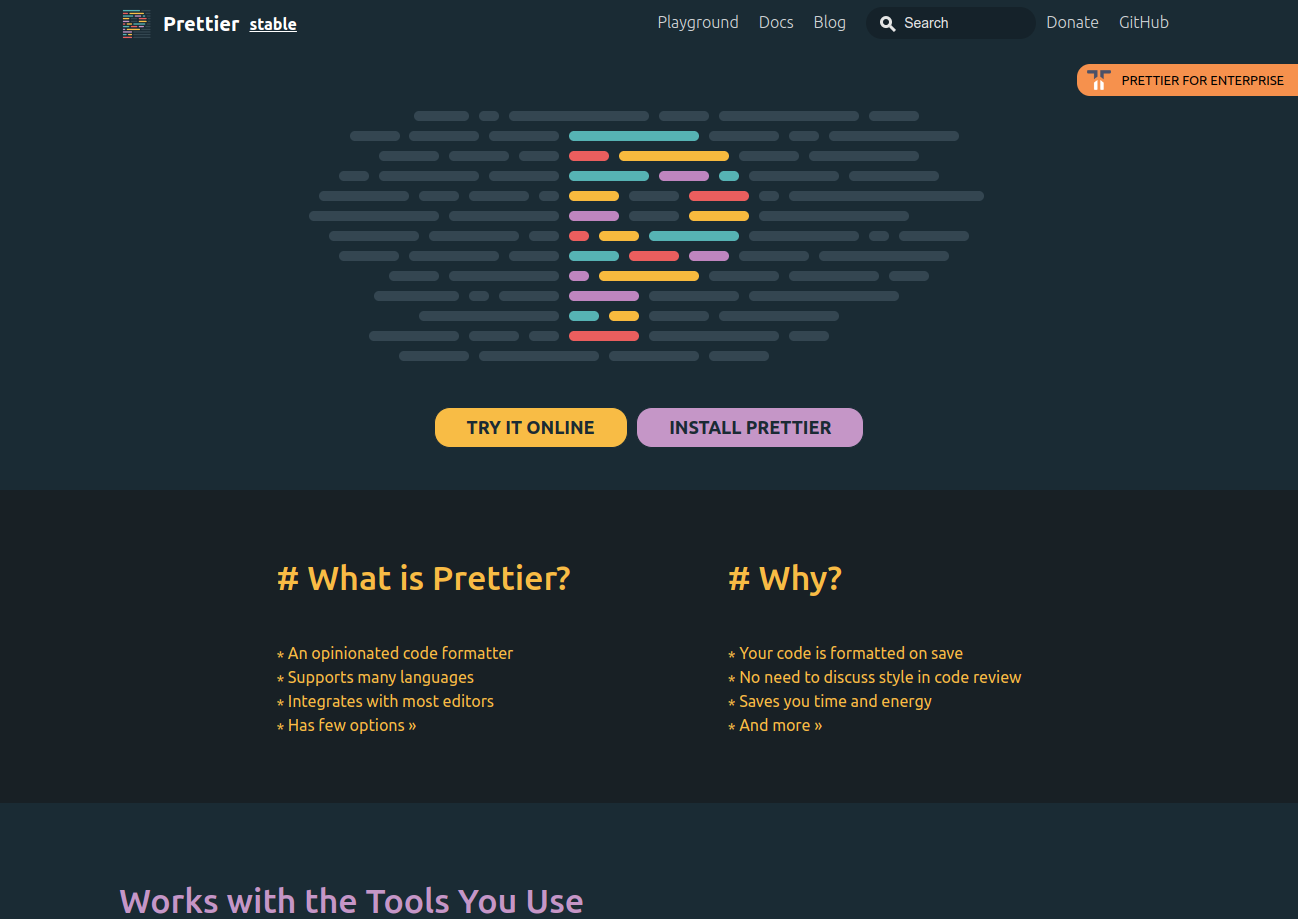 Prettier stable
Playground Docs Blog Search Donate GitHub
PRETTIER FOR ENTERPRISE
TRY IT ONLINE
INSTALL PRETTIER
# What is Prettier?
* An opinionated code formatter
* Supports many languages
* Integrates with most editors
* Has few options »
# Why?
* Your code is formatted on save
* No need to discuss style in code review
* Saves you time and energy
* And more »
Works with the Tools You Use